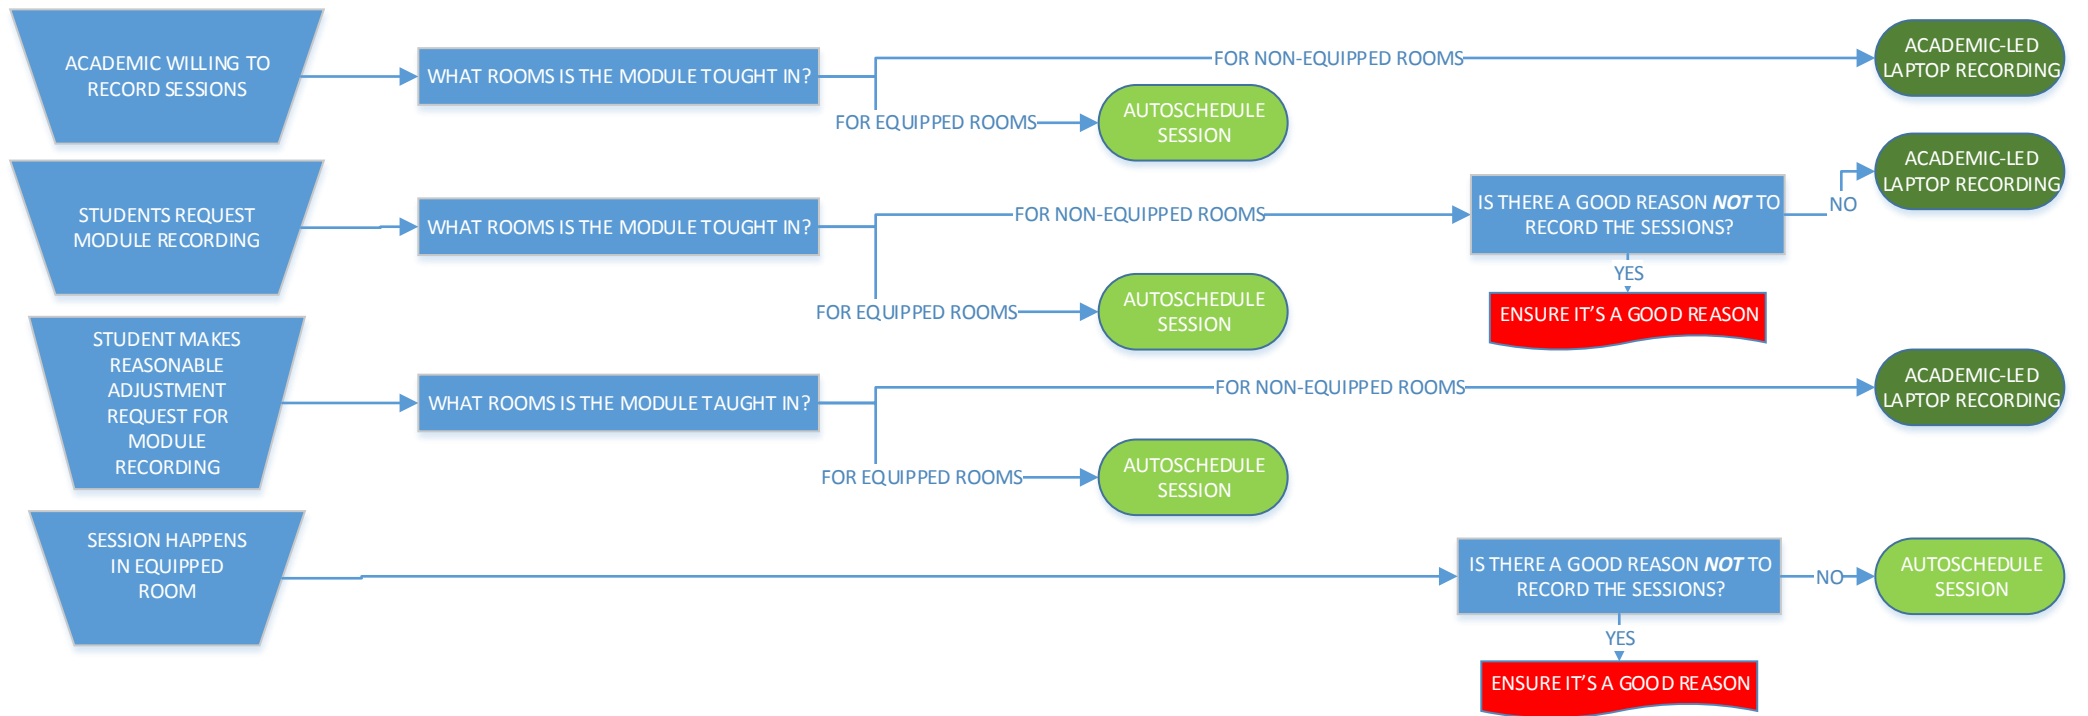 ACADEMIC WILLING TO
RECORD SESSIONS
WHAT ROOMS IS THE MODULE TOUGHT IN?
FOR NON-EQUIPPED ROOMS
ACADEMIC-LED
LAPTOP RECORDING
FOR EQUIPPED ROOMS
AUTOSCHEDULE
SESSION
STUDENTS REQUEST
MODULE RECORDING
WHAT ROOMS IS THE MODULE TOUGHT IN?
FOR NON-EQUIPPED ROOMS
IS THERE A GOOD REASON NOT TO
RECORD THE SESSIONS?
NO
ACADEMIC-LED
LAPTOP RECORDING
YES
ENSURE IT'S A GOOD REASON
FOR EQUIPPED ROOMS
AUTOSCHEDULE
SESSION
STUDENT MAKES
REASONABLE
ADJUSTMENT
REQUEST FOR
MODULE
RECORDING
WHAT ROOMS IS THE MODULE TAUGHT IN?
FOR NON-EQUIPPED ROOMS
ACADEMIC-LED
LAPTOP RECORDING
FOR EQUIPPED ROOMS
AUTOSCHEDULE
SESSION
SESSION HAPPENS
IN EQUIPPED
ROOM
IS THERE A GOOD REASON NOT TO
RECORD THE SESSIONS?
NO
AUTOSCHEDULE
SESSION
YES
ENSURE IT'S A GOOD REASON